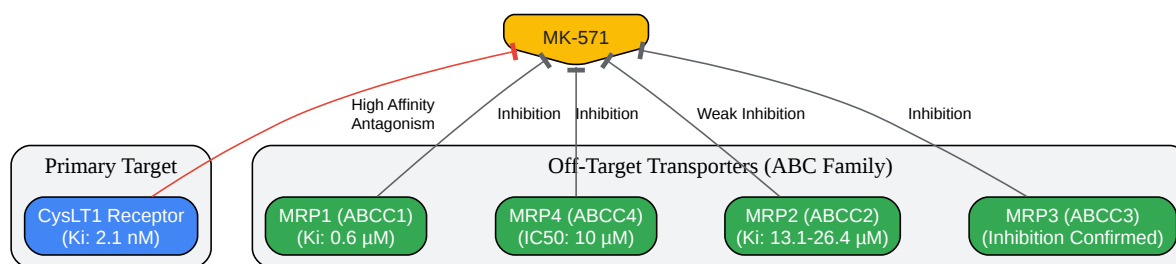 MK-571
High Affinity
Antagonism
Inhibition
Inhibition
Weak Inhibition
Inhibition
Primary Target
Off-Target Transporters (ABC Family)
CysLT1 Receptor
(Ki: 2.1 nM)
MRP1 (ABCC1)
(Ki: 0.6 µM)
MRP4 (ABCC4)
(IC50: 10 µM)
MRP2 (ABCC2)
(Ki: 13.1-26.4 µM)
MRP3 (ABCC3)
(Inhibition Confirmed)